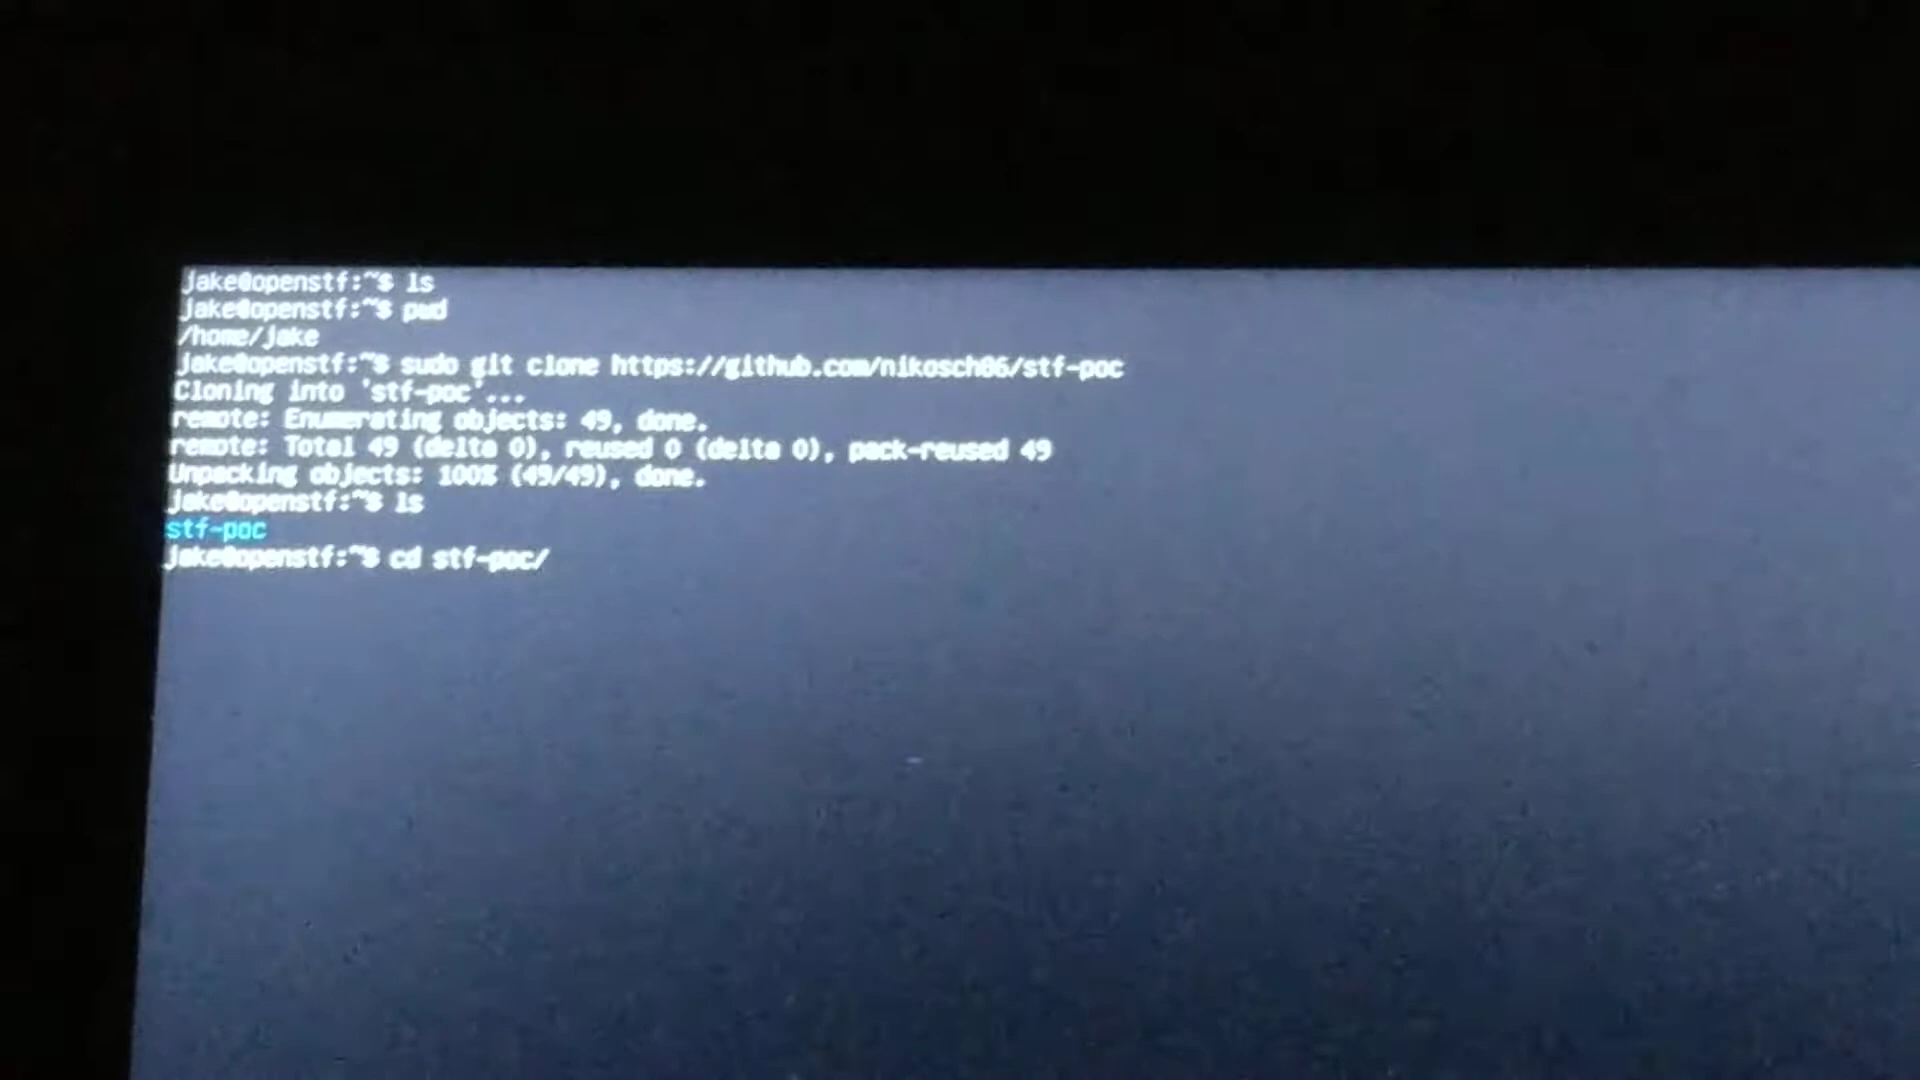 jake@openstf:~$ ls
jake@openstf:~$ pwd
/home/jake
jake@openstf:~$ sudo git clone https://github.com/nikosch86/stf-poc
Cloning into 'stf-poc'...
remote: Enumerating objects: 49, done.
remote: Total 49 (delta 0), reused 0 (delta 0), pack-reused 49
Unpacking objects: 100% (49/49), done.
jake@openstf:~$ ls
stf-poc
jake@openstf:~$ cd stf-poc/